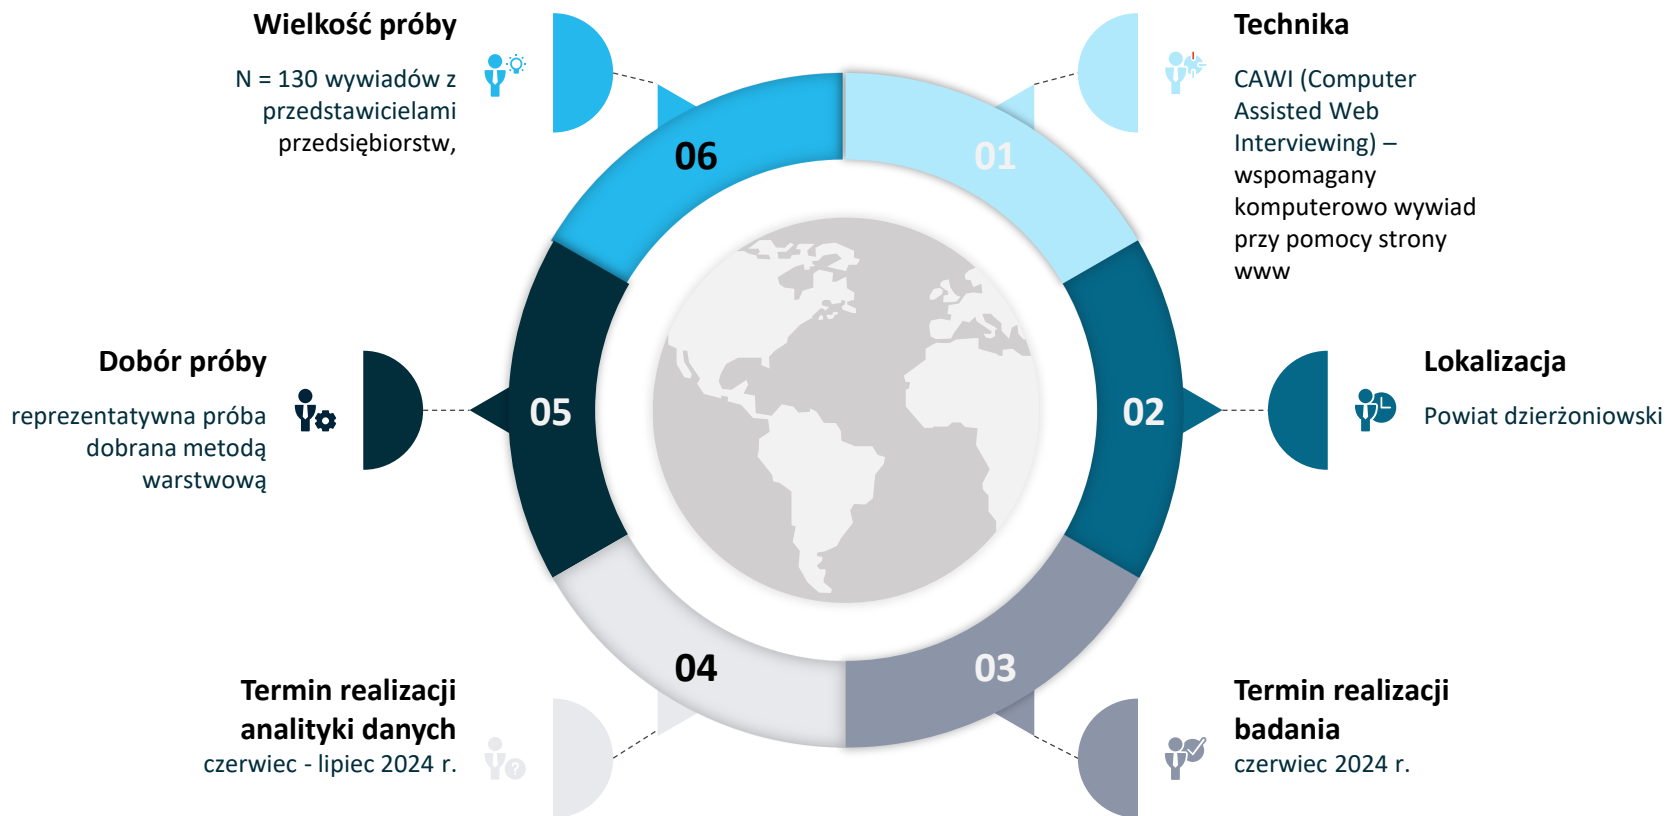 Wielkość próby
N = 130 wywiadów z
przedstawicielami
przedsiębiorstw,
06
Technika
CAWI (Computer
Assisted Web
Interviewing) –
wspomagany
komputerowo wywiad
przy pomocy strony
www
01
Dobór próby
reprezentatywna próba
dobrana metodą
warstwową
05
02
Lokalizacja
Powiat dzierżoniowski
Termin realizacji
analityki danych
czerwiec - lipiec 2024 r.
?
04
03
Termin realizacji
badania
czerwiec 2024 r.